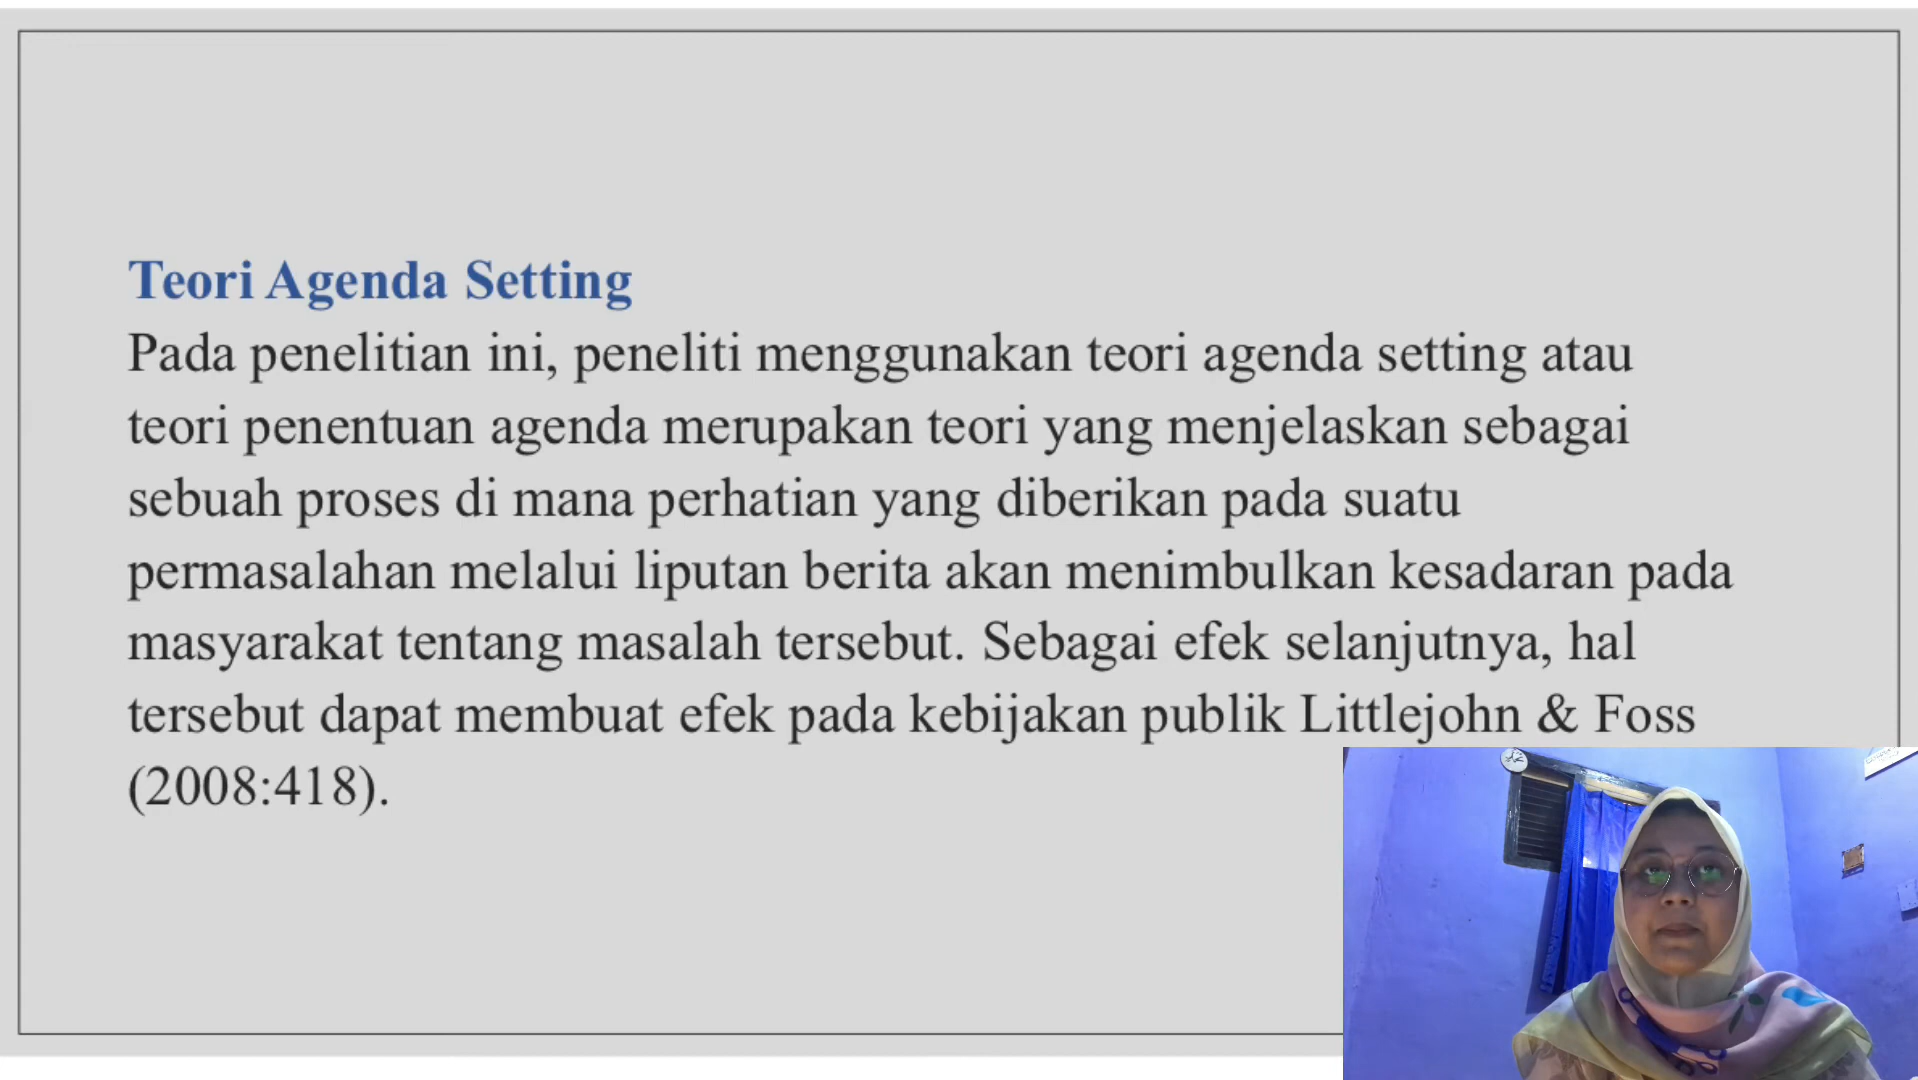 Teori Agenda Setting
Pada penelitian ini, peneliti menggunakan teori agenda setting atau
teori penentuan agenda merupakan teori yang menjelaskan sebagai
sebuah proses di mana perhatian yang diberikan pada suatu
permasalahan melalui liputan berita akan menimbulkan kesadaran pada
masyarakat tentang masalah tersebut. Sebagai efek selanjutnya, hal
tersebut dapat membuat efek pada kebijakan publik Littlejohn & Foss
(2008:418).